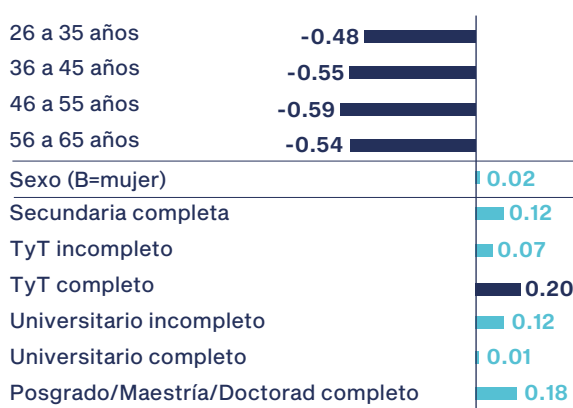 26 a 35 años -0.48
36 a 45 años -0.55
46 a 55 años -0.59
56 a 65 años -0.54
Sexo (B=mujer) 0.02
Secundaria completa 0.12
TyT incompleto 0.07
TyT completo 0.20
Universitario incompleto 0.12
Universitario completo 0.01
Posgrado/Maestría/Doctorad completo 0.18